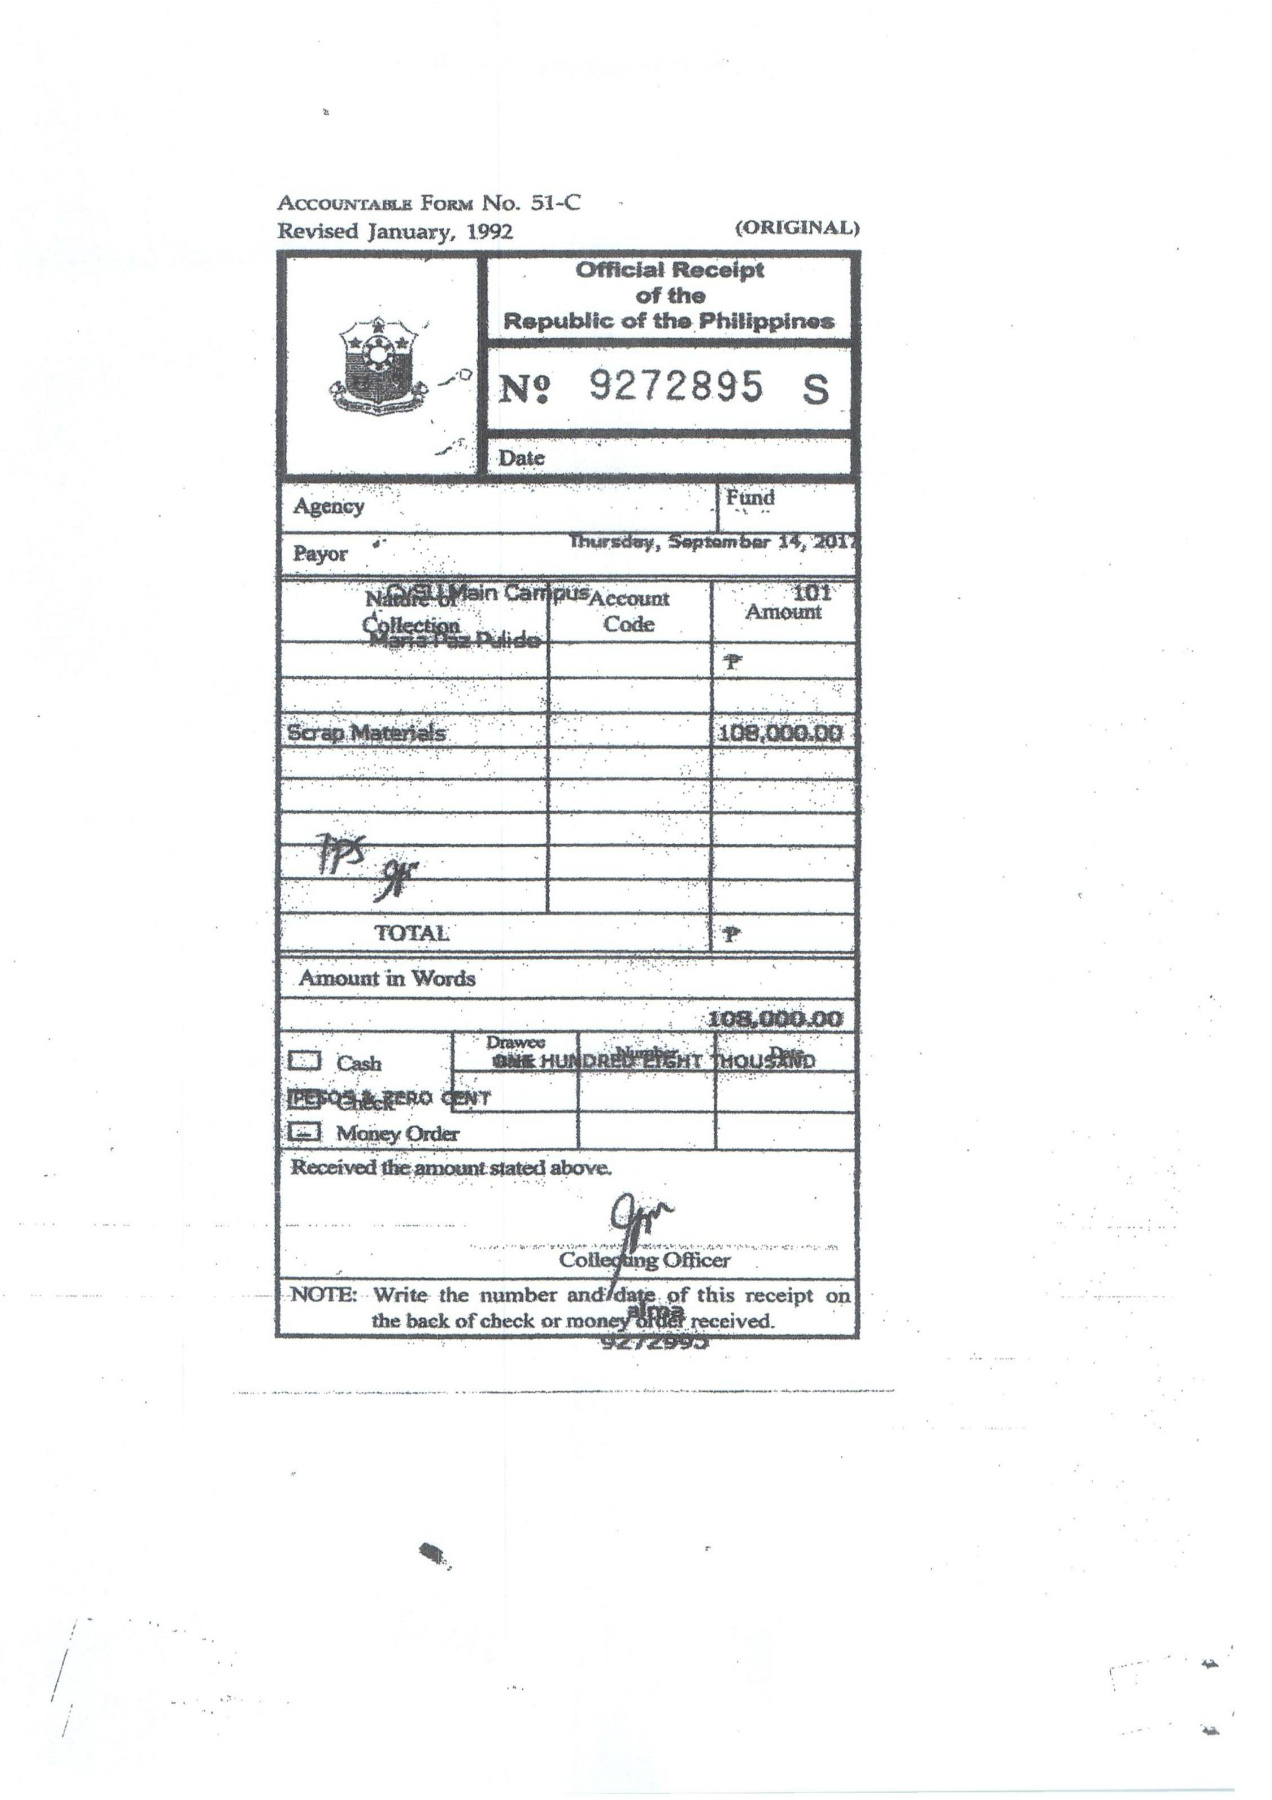 ACCOUNTABLE FORM No. 51-C
Revised January, 1992
(ORIGINAL)
Official Receipt
of the
Republic of the Philippines
Nº 9272895 S
Date
Agency
Fund
Thursday, September 14, 2017
Payor
CvSU Main Campus
101
Nature of
Collection
Account
Code
Amount
Maria Paz Pulido
₱
Scrap Materials 108,000.00
PPS
TOTAL ₱
Amount in Words
108,000.00
Drawee Number Date
Cash
ONE HUNDRED EIGHT THOUSAND
PESOS & ZERO CENT
Check
Money Order
Received the amount stated above.
Collecting Officer
NOTE: Write the number and date of this receipt on
the back of check or money order received.
alma